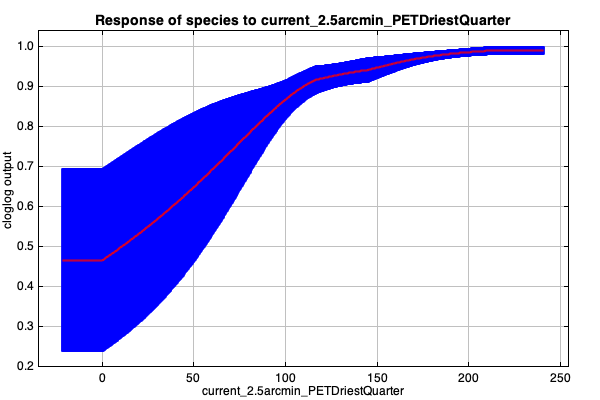 Response of species to current_2.5arcmin_PETDriestQuarter
1.0
0.9
0.8
0.7
0.6
0.5
0.4
0.3
0.2
cloglog output
0 50 100 150 200 250
current_2.5arcmin_PETDriestQuarter